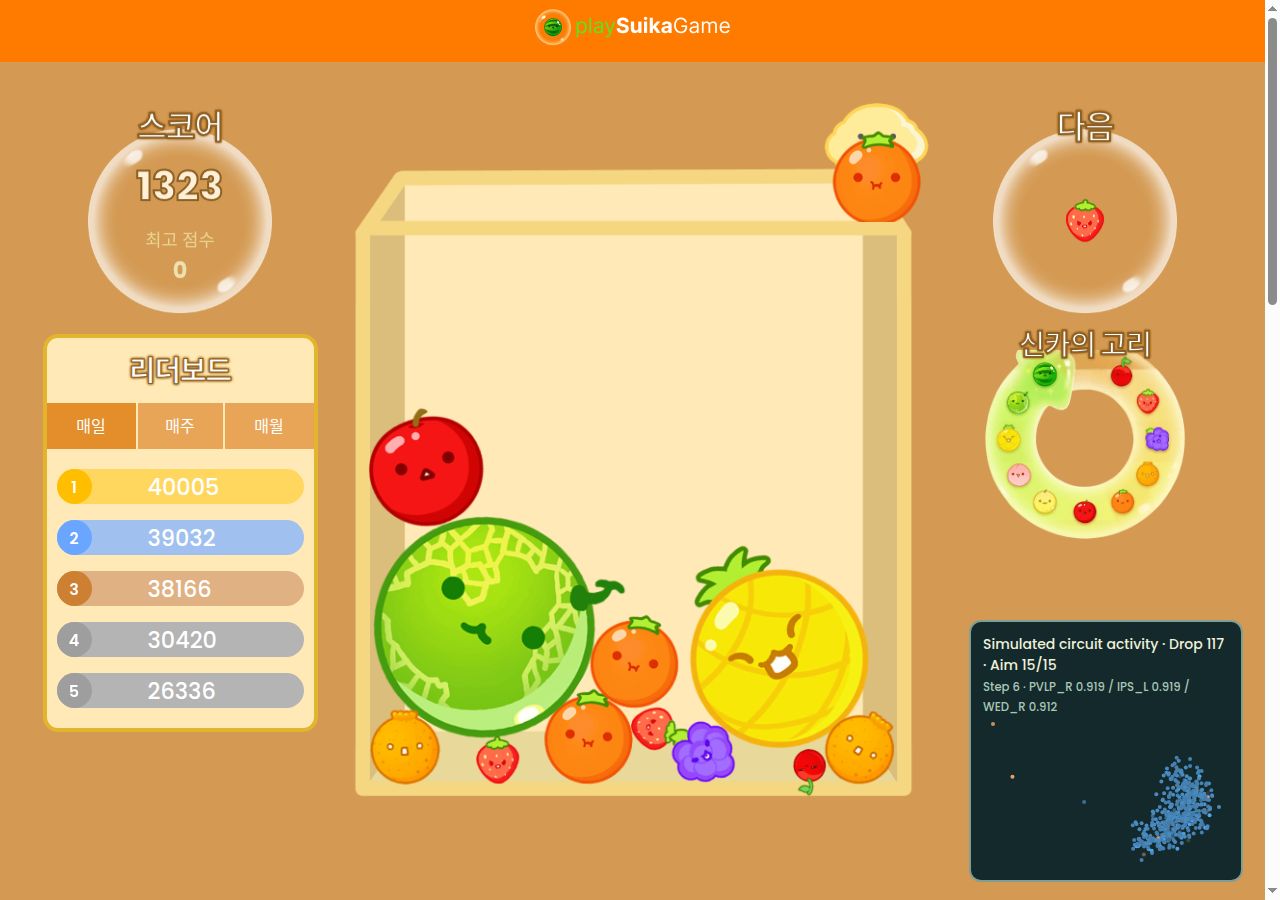 playSuikaGame
스코어
1323
최고 점수
0
다음
리더보드
매일
매주
매월
1 40005
2 39032
3 38166
4 30420
5 26336
신카의 고리
Simulated circuit activity · Drop 117
· Aim 15/15
Step 6 · PVLP_R 0.919 / IPS_L 0.919 /
WED_R 0.912